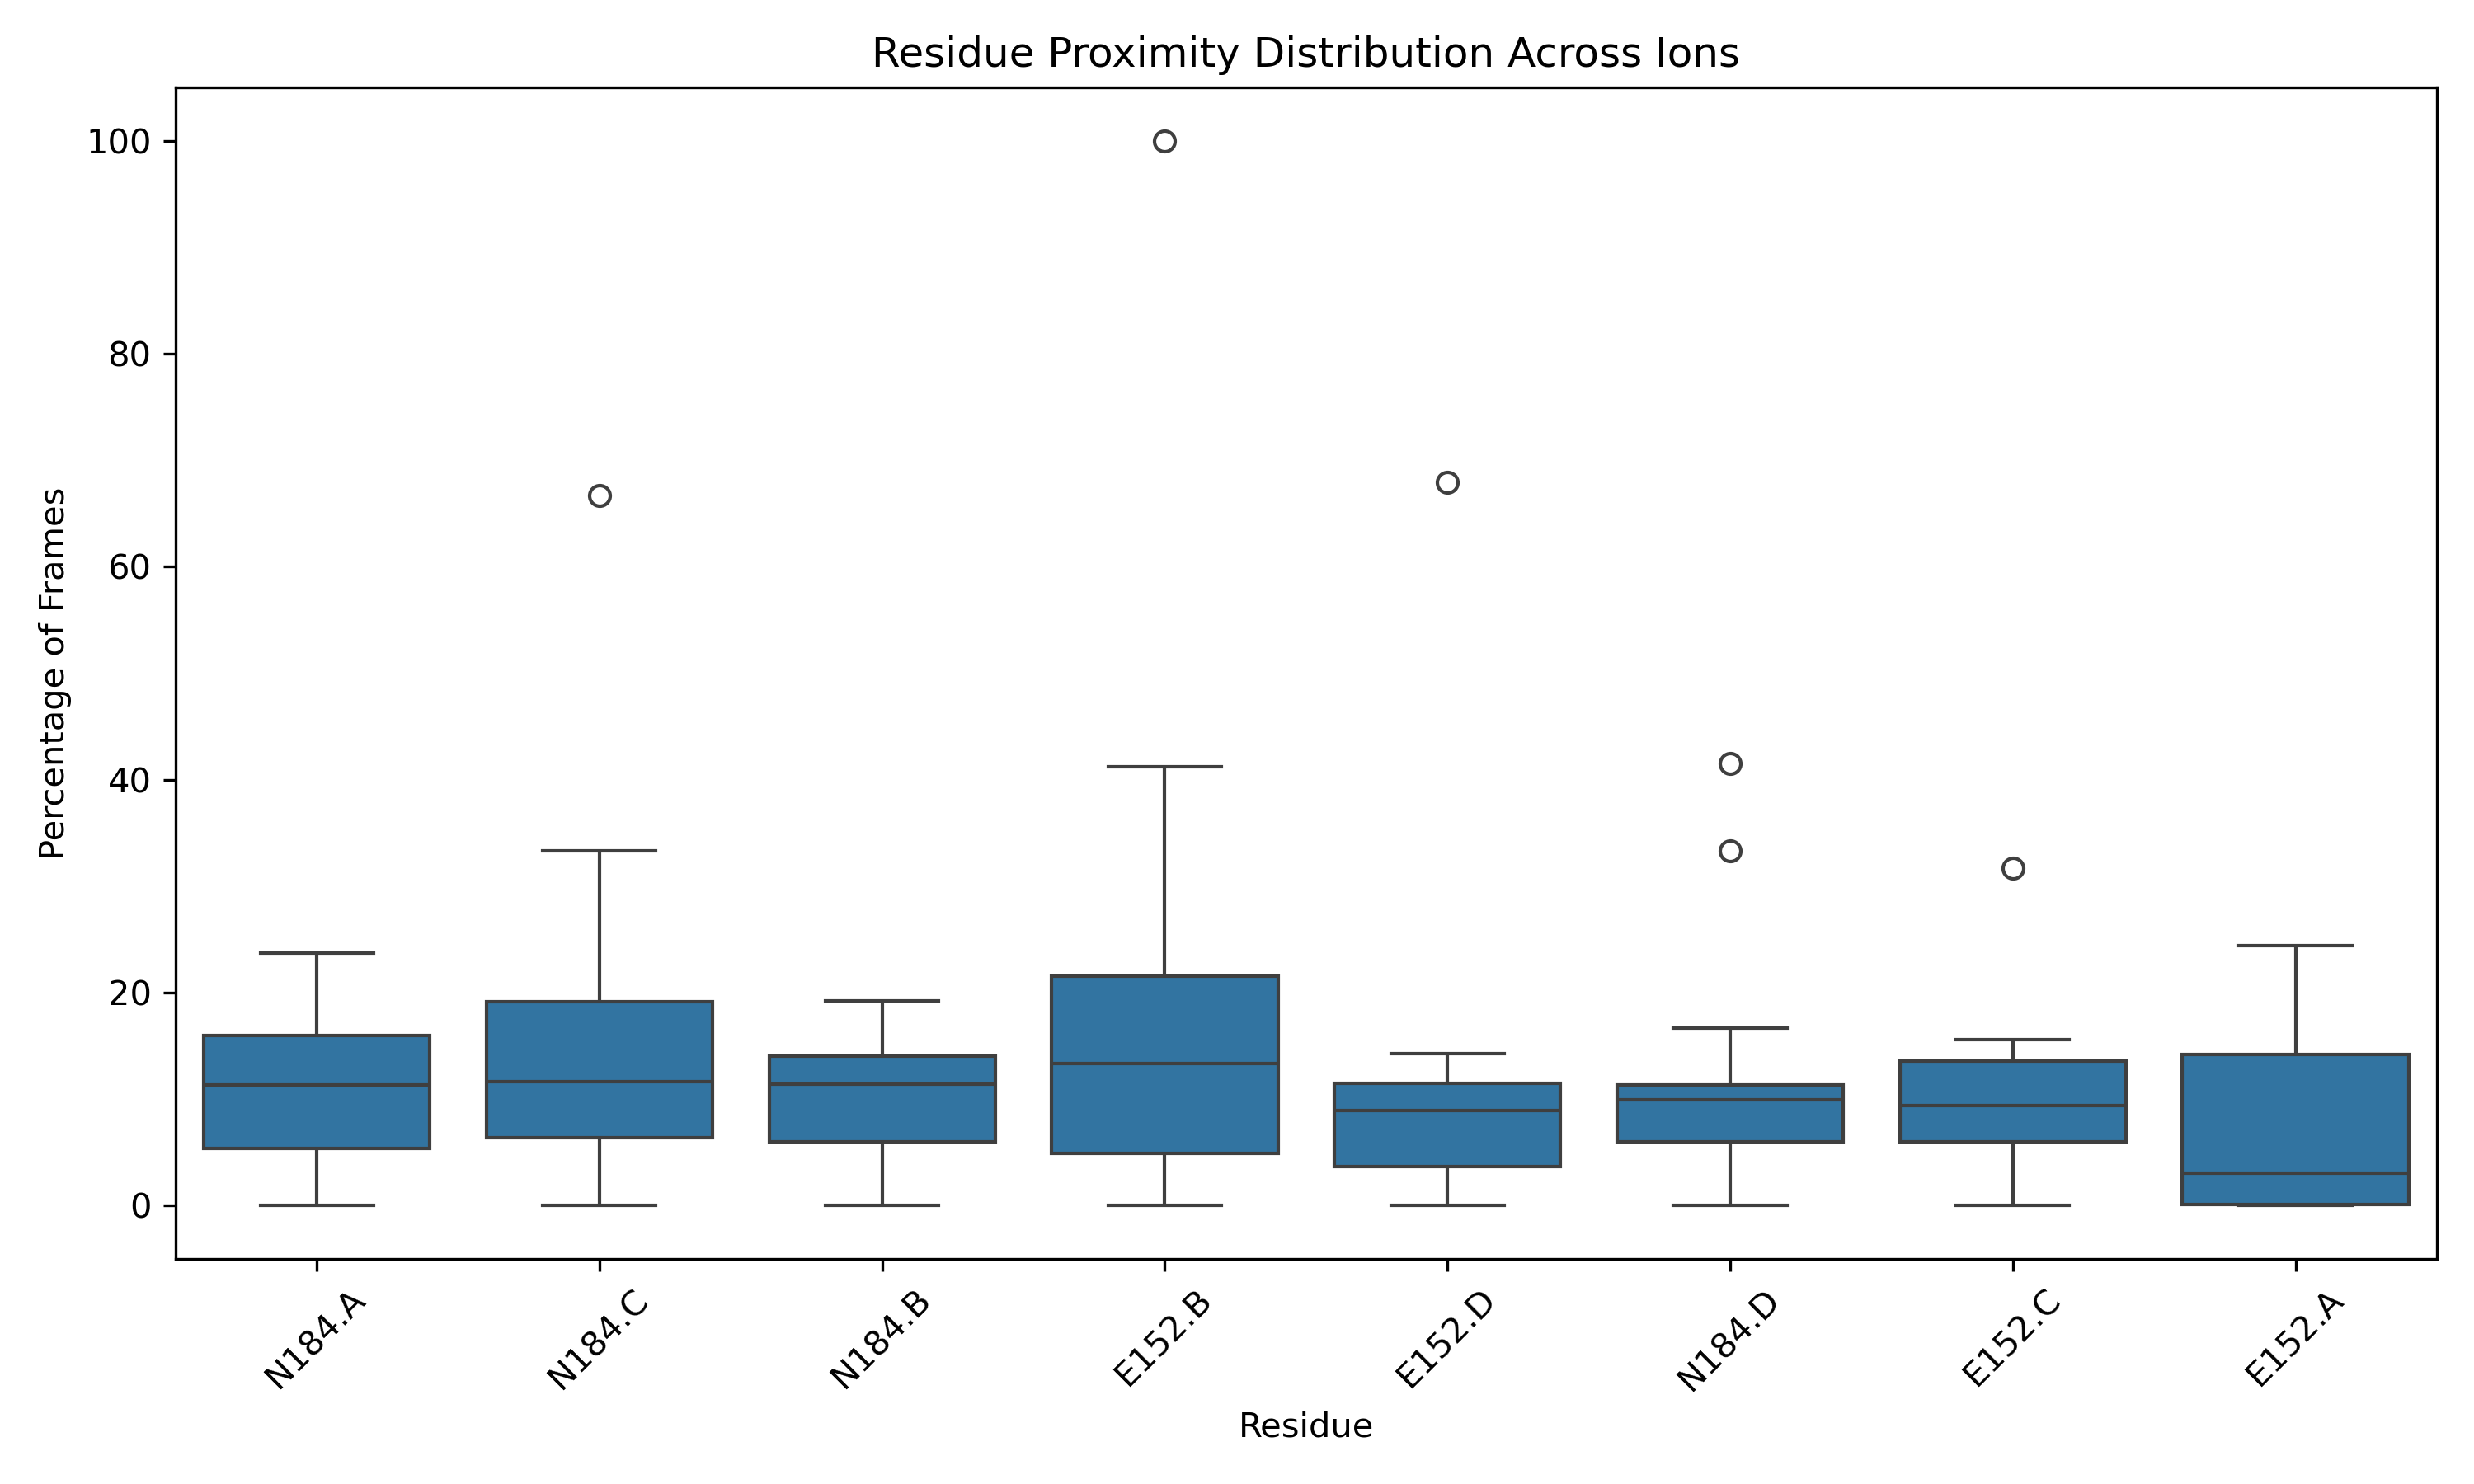 Residue Proximity Distribution Across Ions
Percentage of Frames
100
80
60
40
20
0
N184.A
N184.C
N184.B
E152.B
E152.D
N184.D
E152.C
E152.A
Residue